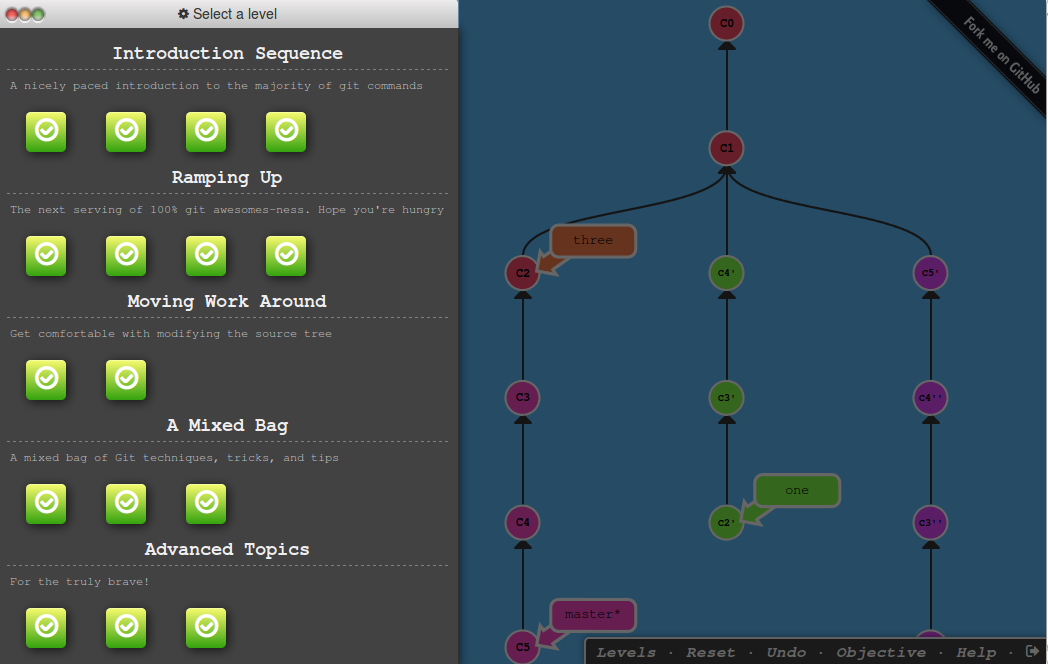 Select a level
Introduction Sequence
A nicely paced introduction to the majority of git commands
Ramping Up
The next serving of 100% git awesomes-ness. Hope you're hungry
Moving Work Around
Get comfortable with modifying the source tree
A Mixed Bag
A mixed bag of Git techniques, tricks, and tips
Advanced Topics
For the truly brave!
C0
Fork me on GitHub
C1
three
C2
c4'
c5'
C3
c3'
c4''
one
C4
c2'
c3''
master*
C5
Levels · Reset · Undo · Objective · Help ·